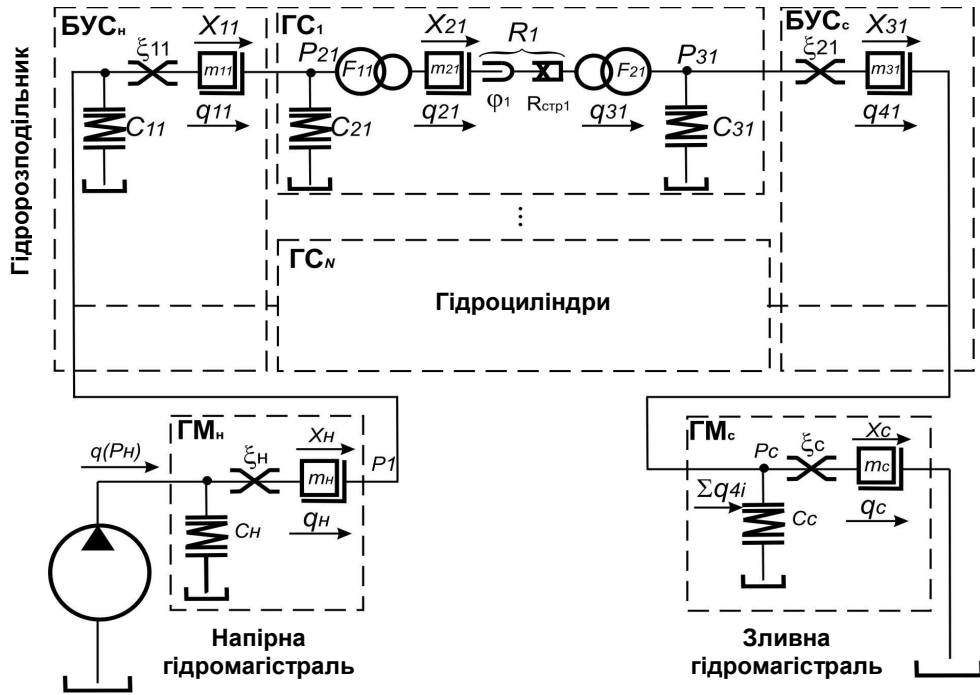 БУСн
ГС1
БУСс
X11
X21
R1
X31
ξ11
P21
P31
ξ21
m11
F11
m21
F21
m31
φ1
Rстр1
q11
C11
C21
q21
q31
C31
q41
Гідророзподільник
...
ГСN
Гідроциліндри
ГМн
ГМс
q(Pн)
Xн
P1
Pc
Xc
ξн
mн
ξc
mc
Σq4i
Cн
qн
Cc
qc
Напірна
гідромагістраль
Зливна
гідромагістраль